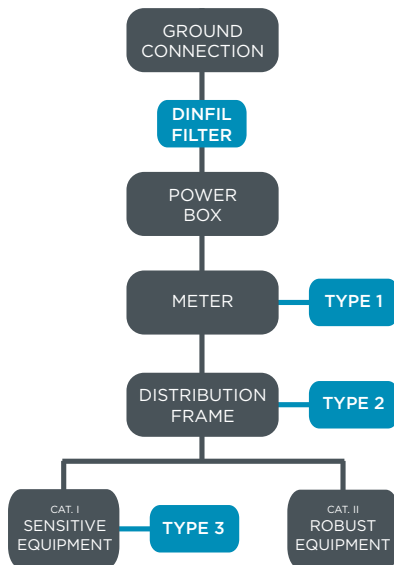 GROUND
CONNECTION
DINFIL
FILTER
POWER
BOX
METER
TYPE 1
DISTRIBUTION
FRAME
TYPE 2
CAT. I
SENSITIVE
EQUIPMENT
TYPE 3
CAT. II
ROBUST
EQUIPMENT